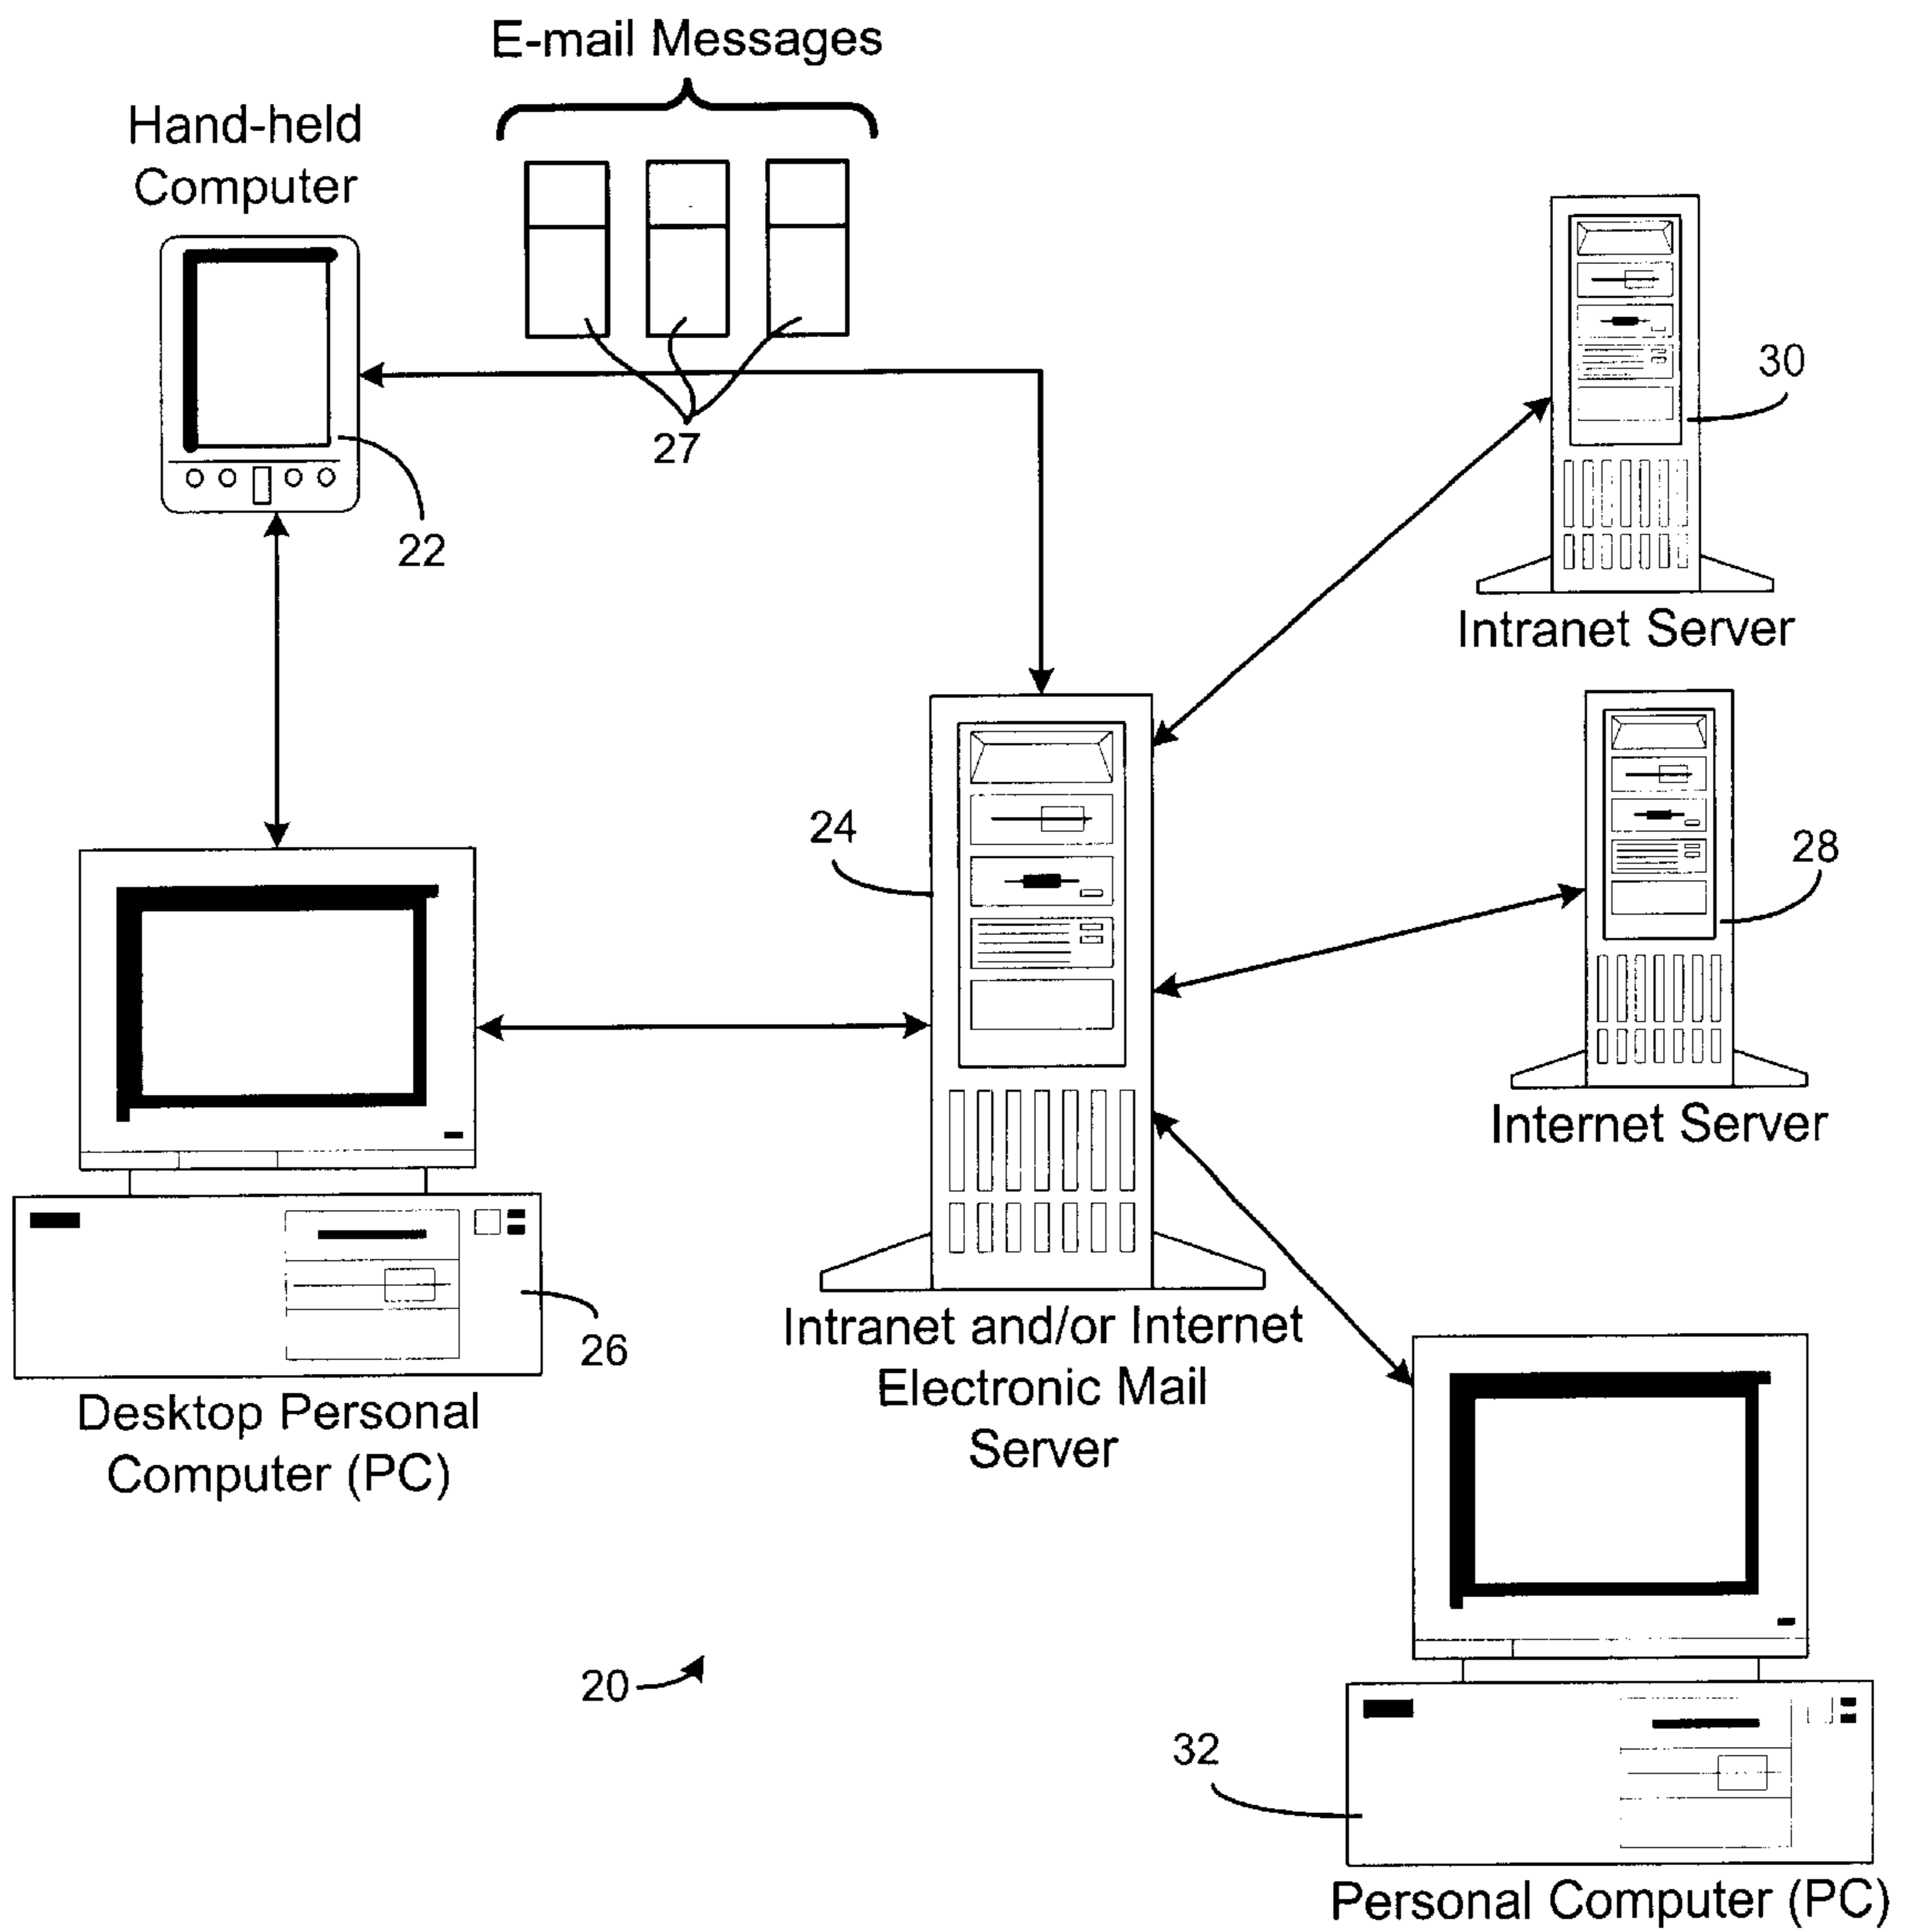 E-mail Messages
Hand-held
Computer
27
22
30
Intranet Server
24
28
Internet Server
26
Desktop Personal
Computer (PC)
Intranet and/or Internet
Electronic Mail
Server
20
32
Personal Computer (PC)